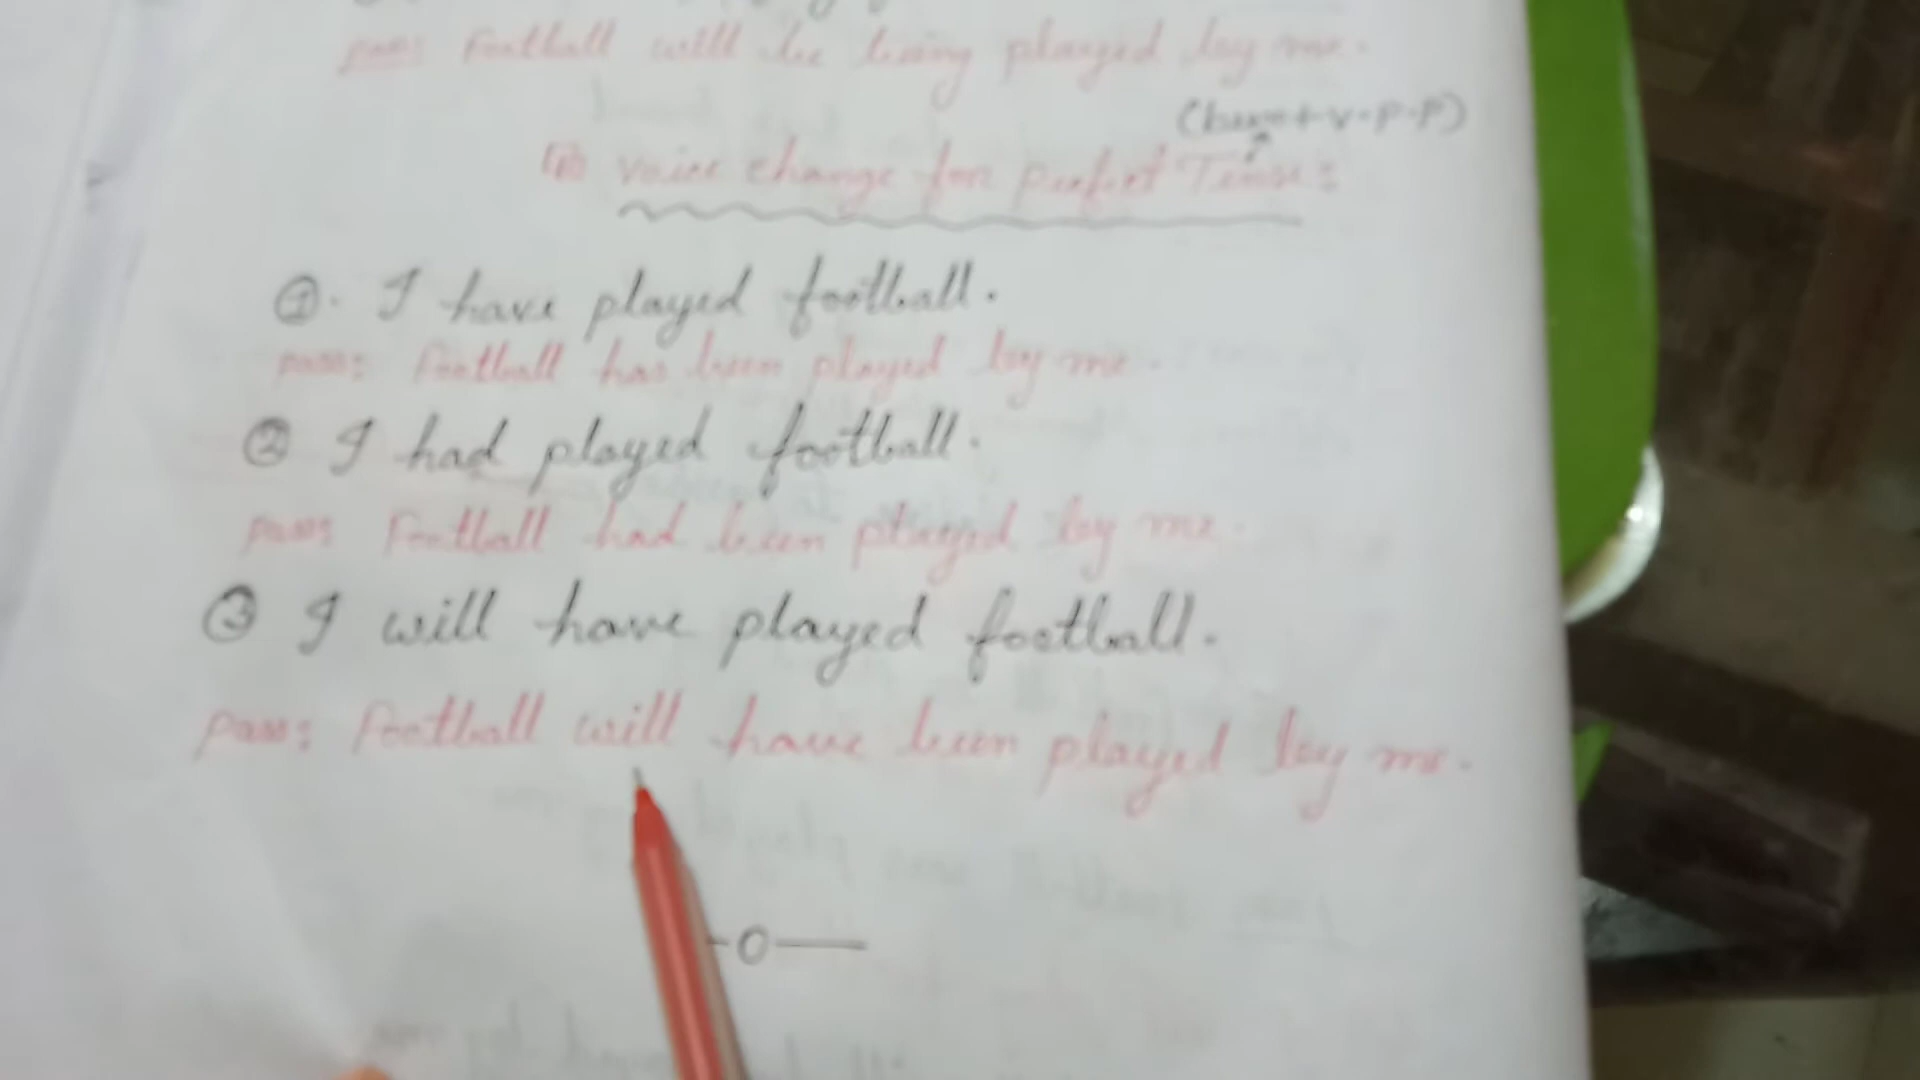 pass: Football will be being played by me.
(been + v.p.p)
voice change for perfect Tense:
①. I have played football.
pass: Football has been played by me.
② I had played football.
pass: Football had been played by me.
③ I will have played football.
pass: Football will have been played by me.